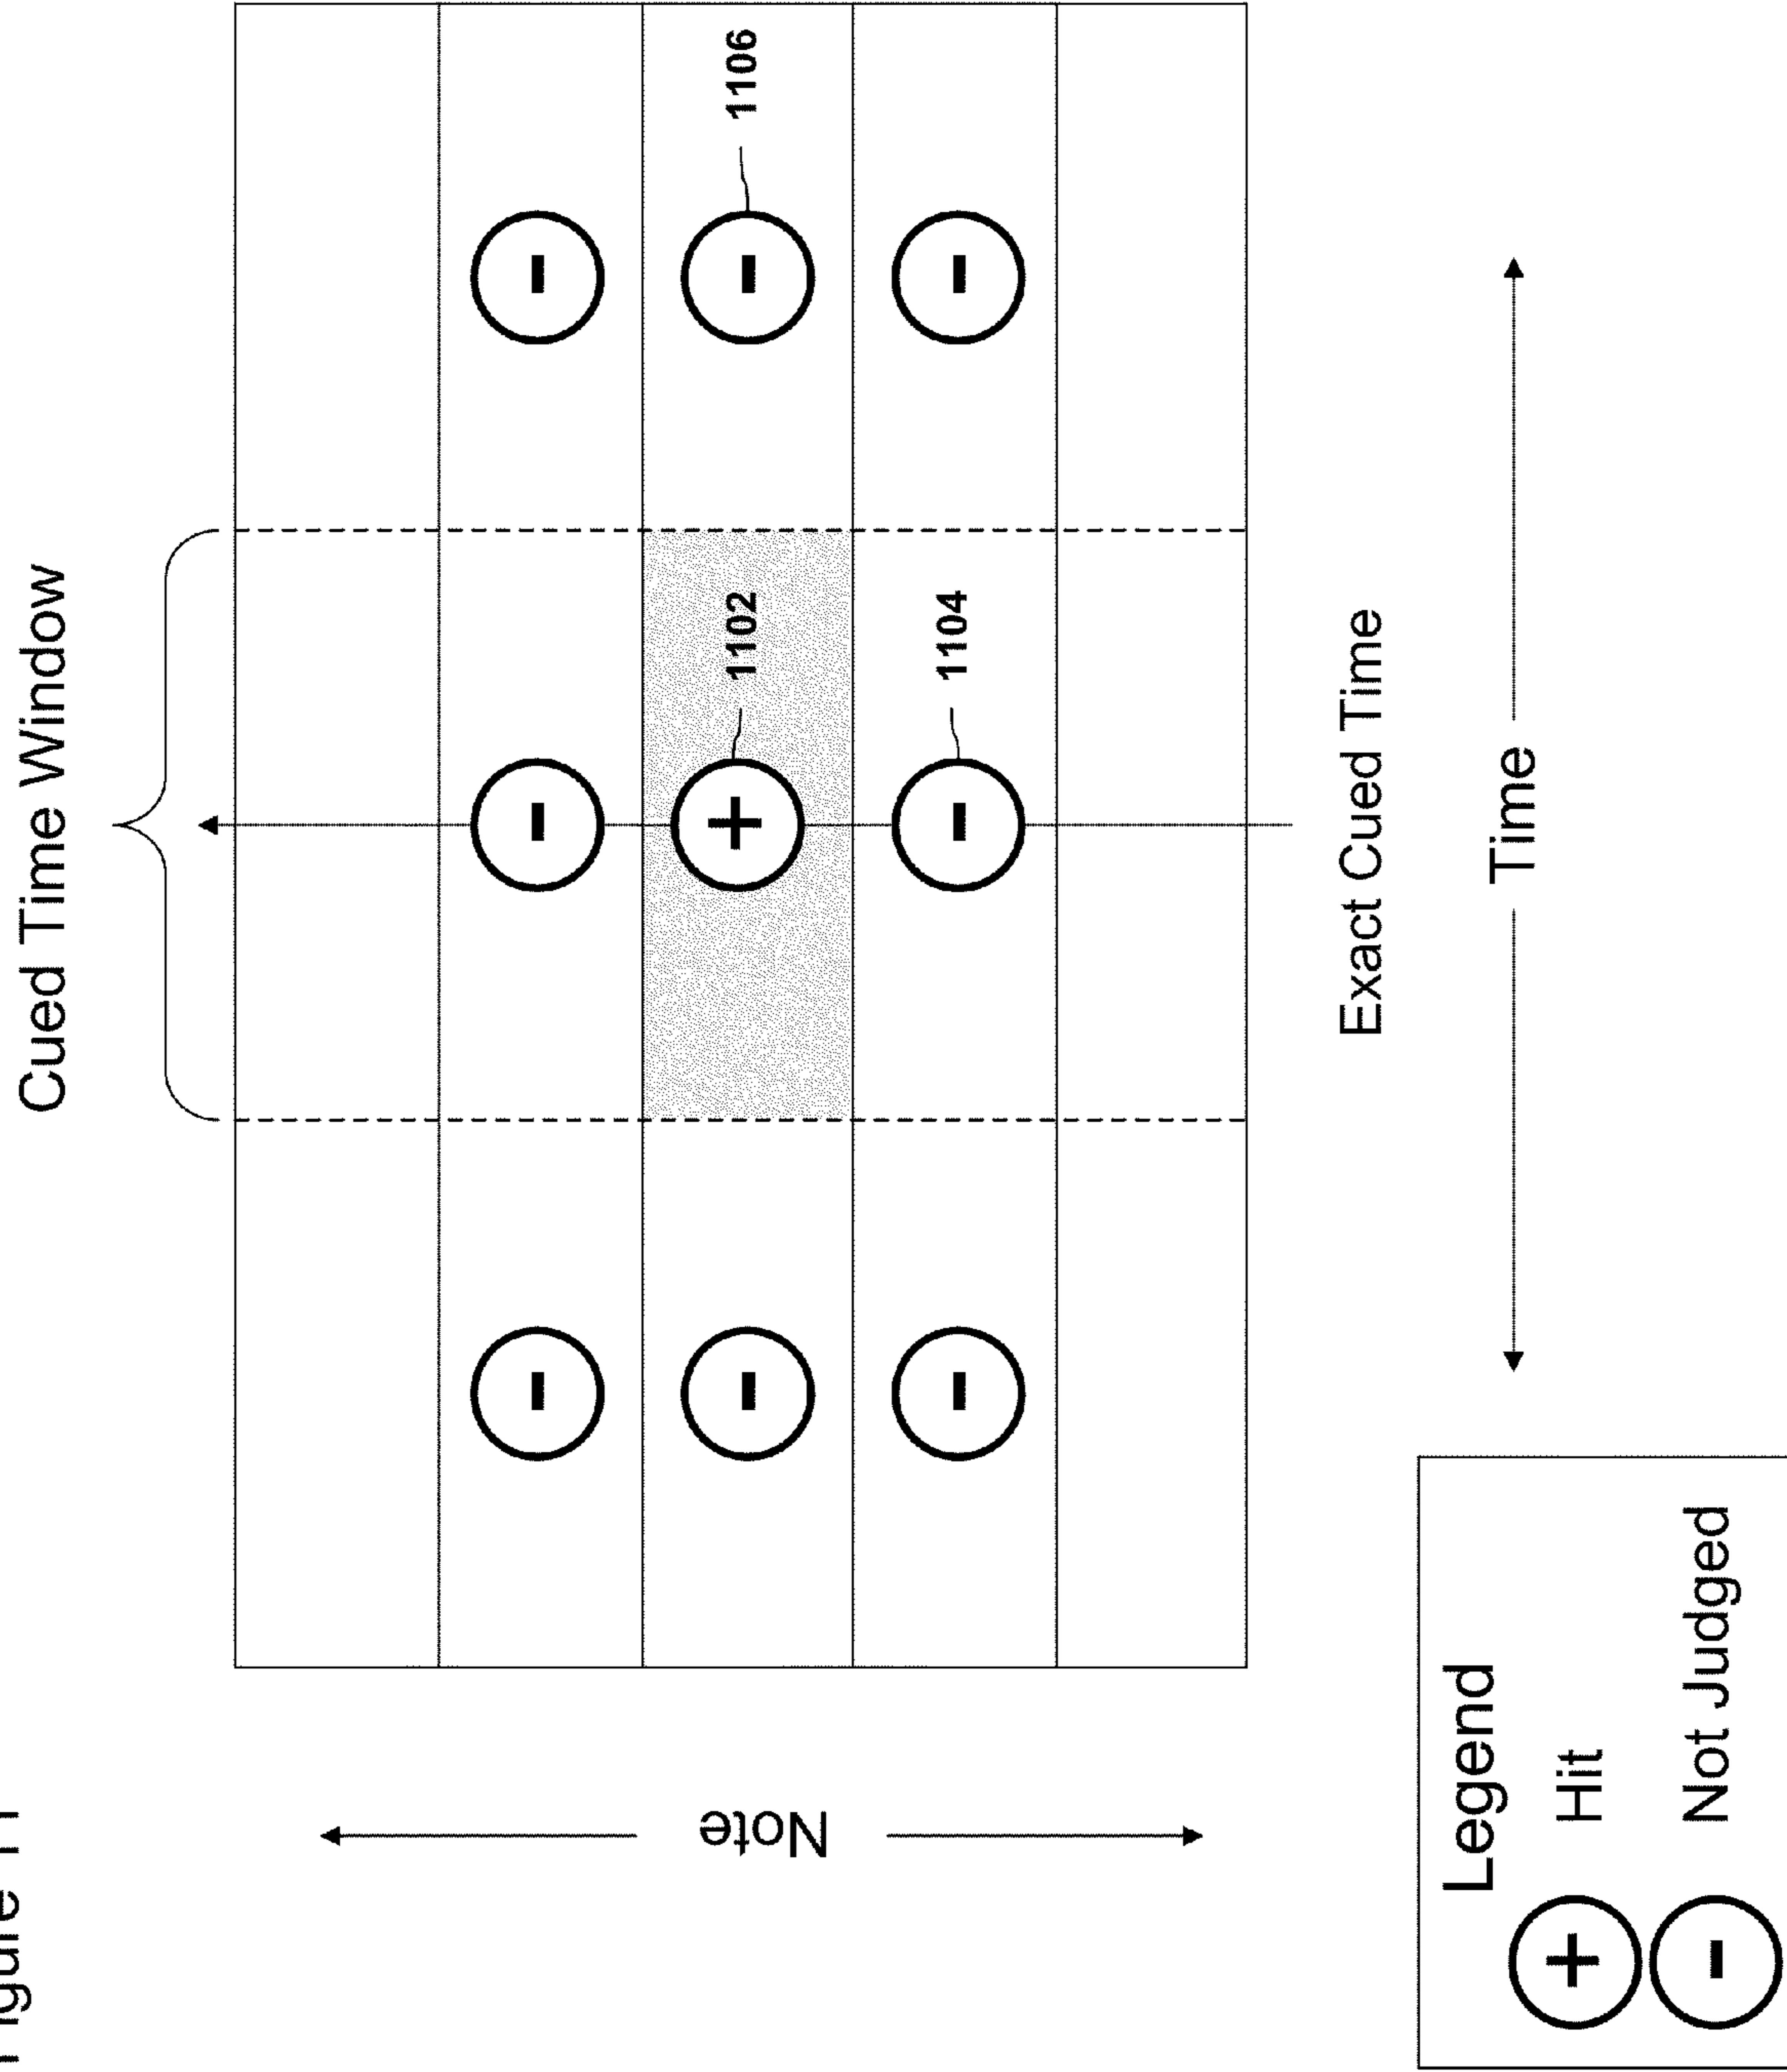 Figure 11
Cued Time Window
Note
- - -
- + 1102 - 1106
- - 1104 -
Exact Cued Time
Time
Legend
+ Hit
- Not Judged